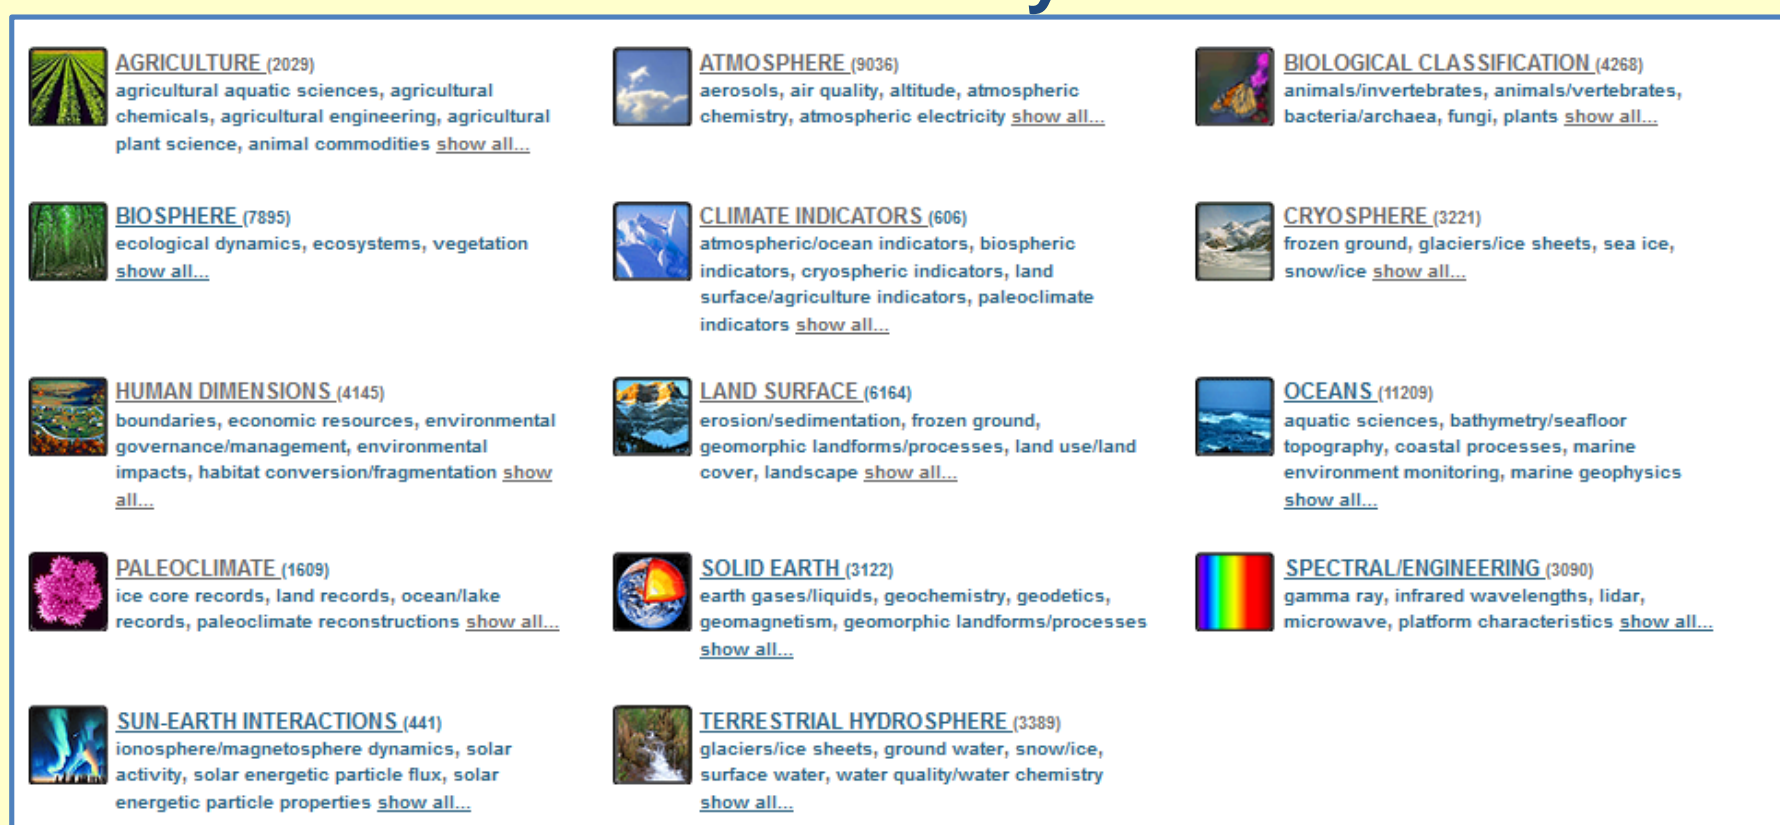 AGRICULTURE (2029)
agricultural aquatic sciences, agricultural
chemicals, agricultural engineering, agricultural
plant science, animal commodities show all...
ATMOSPHERE (9036)
aerosols, air quality, altitude, atmospheric
chemistry, atmospheric electricity show all...
BIOLOGICAL CLASSIFICATION (4268)
animals/invertebrates, animals/vertebrates,
bacteria/archaea, fungi, plants show all...
BIOSPHERE (7895)
ecological dynamics, ecosystems, vegetation
show all...
CLIMATE INDICATORS (606)
atmospheric/ocean indicators, biospheric
indicators, cryospheric indicators, land
surface/agriculture indicators, paleoclimate
indicators show all...
CRYOSPHERE (3221)
frozen ground, glaciers/ice sheets, sea ice,
snow/ice show all...
HUMAN DIMENSIONS (4145)
boundaries, economic resources, environmental
governance/management, environmental
impacts, habitat conversion/fragmentation show
all...
LAND SURFACE (6164)
erosion/sedimentation, frozen ground,
geomorphic landforms/processes, land use/land
cover, landscape show all...
OCEANS (11209)
aquatic sciences, bathymetry/seafloor
topography, coastal processes, marine
environment monitoring, marine geophysics
show all...
PALEOCLIMATE (1609)
ice core records, land records, ocean/lake
records, paleoclimate reconstructions show all...
SOLID EARTH (3122)
earth gases/liquids, geochemistry, geodetics,
geomagnetism, geomorphic landforms/processes
show all...
SPECTRAL/ENGINEERING (3090)
gamma ray, infrared wavelengths, lidar,
microwave, platform characteristics show all...
SUN-EARTH INTERACTIONS (441)
ionosphere/magnetosphere dynamics, solar
activity, solar energetic particle flux, solar
energetic particle properties show all...
TERRESTRIAL HYDROSPHERE (3389)
glaciers/ice sheets, ground water, snow/ice,
surface water, water quality/water chemistry
show all...